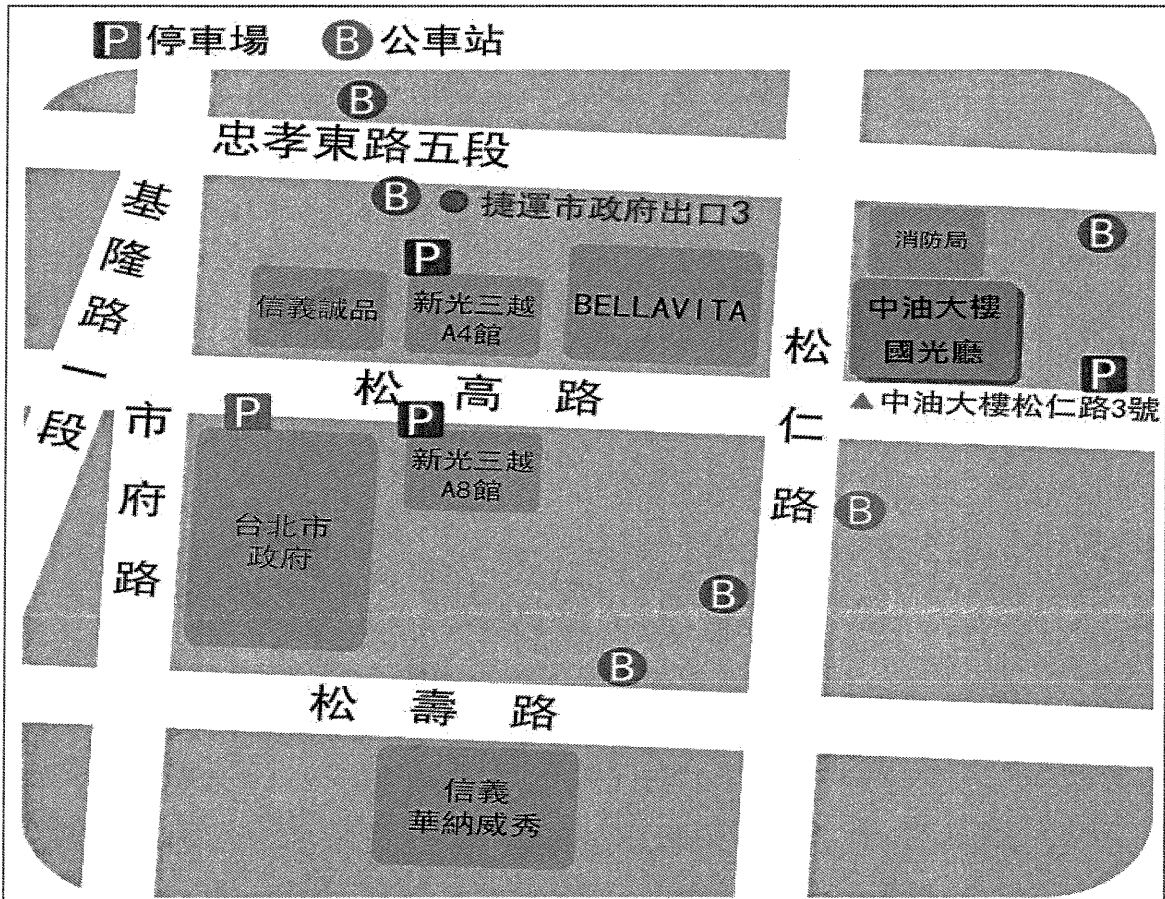 P 停車場 B 公車站
B
忠孝東路五段
基隆路一段
B 捷運市政府出口3
消防局
B
P
信義誠品
新光三越
A4館
BELLAVITA
中油大樓
國光廳
松仁路
P
松高路
▲中油大樓松仁路3號
市府路
P
P
新光三越
A8館
台北市
政府
B
B
B
松壽路
信義
華納威秀